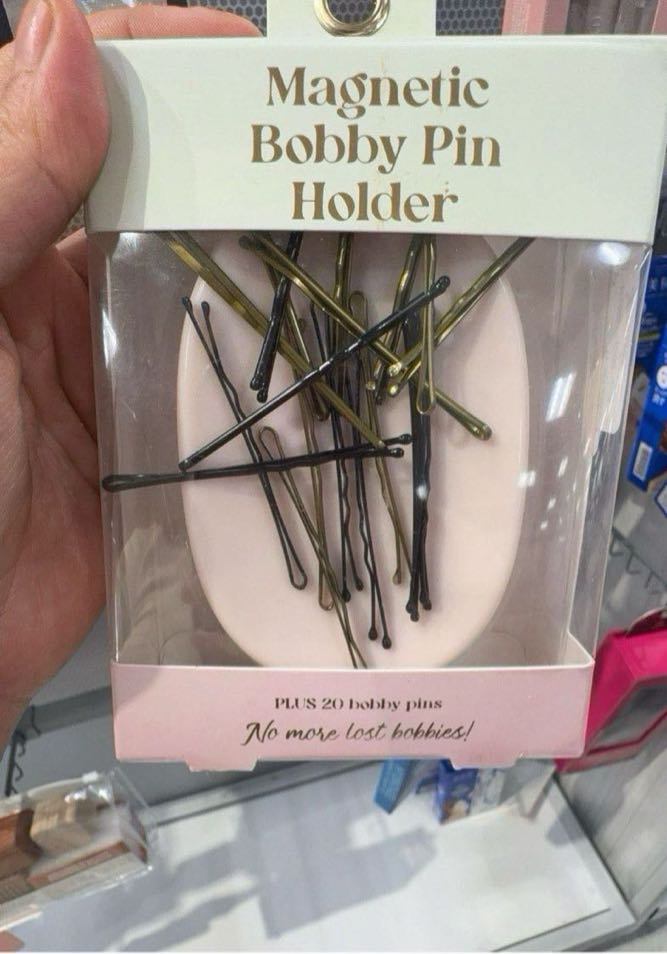 Magnetic
Bobby Pin
Holder
PLUS 20 bobby pins
No more lost bobbies!